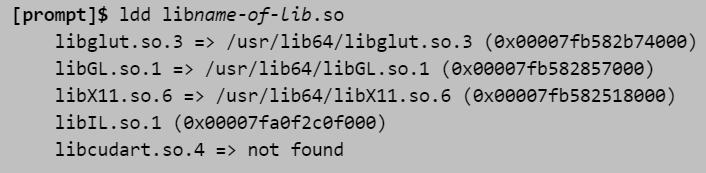 [prompt]$ ldd libname-of-lib.so
libglut.so.3 => /usr/lib64/libglut.so.3 (0x00007fb582b74000)
libGL.so.1 => /usr/lib64/libGL.so.1 (0x00007fb582857000)
libX11.so.6 => /usr/lib64/libX11.so.6 (0x00007fb582518000)
libIL.so.1 (0x00007fa0f2c0f000)
libcudart.so.4 => not found